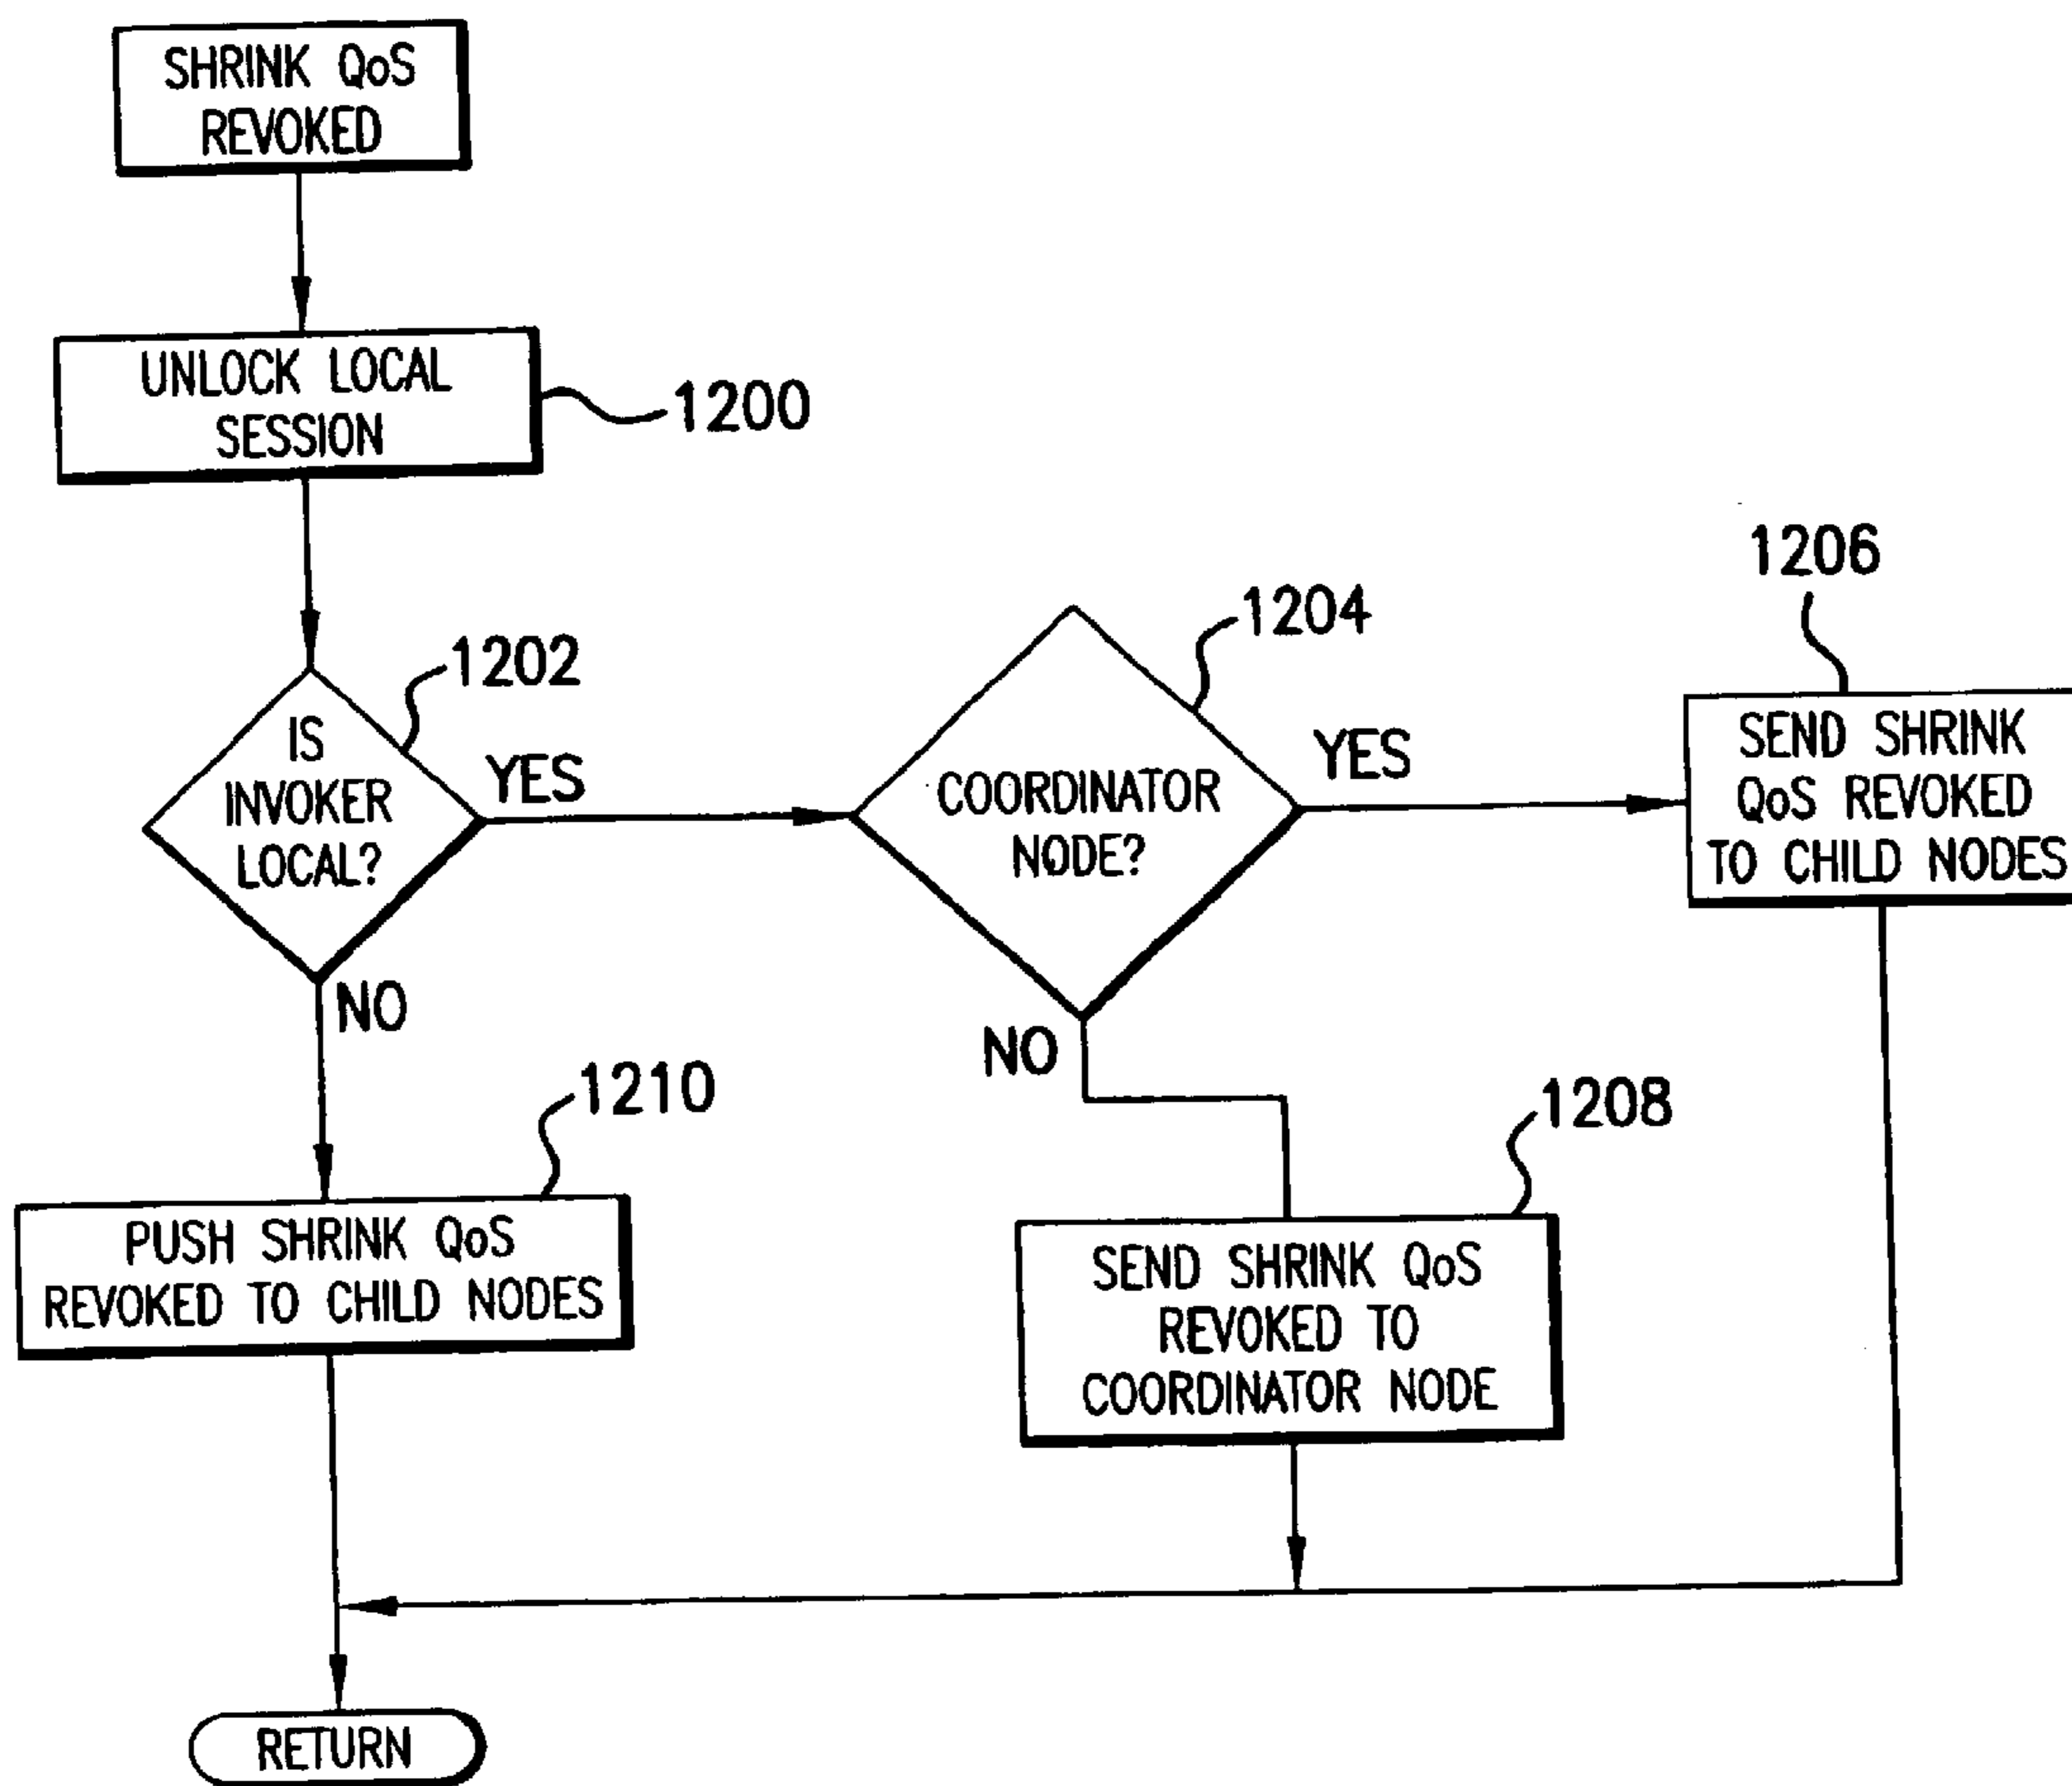 SHRINK QoS
REVOKED
UNLOCK LOCAL
SESSION
1200
1202
IS
INVOKER
LOCAL?
YES
NO
1204
COORDINATOR
NODE?
YES
NO
1206
SEND SHRINK
QoS REVOKED
TO CHILD NODES
1210
PUSH SHRINK QoS
REVOKED TO CHILD NODES
1208
SEND SHRINK QoS
REVOKED TO
COORDINATOR NODE
RETURN